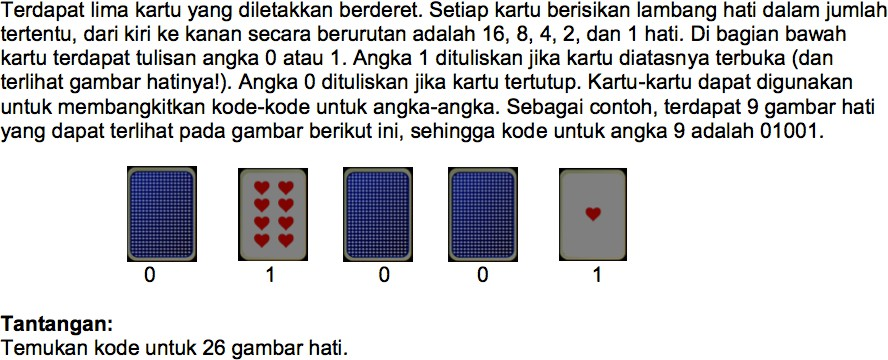 Terdapat lima kartu yang diletakkan berderet. Setiap kartu berisikan lambang hati dalam jumlah
tertentu, dari kiri ke kanan secara berurutan adalah 16, 8, 4, 2, dan 1 hati. Di bagian bawah
kartu terdapat tulisan angka 0 atau 1. Angka 1 dituliskan jika kartu diatasnya terbuka (dan
terlihat gambar hatinya!). Angka 0 dituliskan jika kartu tertutup. Kartu-kartu dapat digunakan
untuk membangkitkan kode-kode untuk angka-angka. Sebagai contoh, terdapat 9 gambar hati
yang dapat terlihat pada gambar berikut ini, sehingga kode untuk angka 9 adalah 01001.
0 1 0 0 1
Tantangan:
Temukan kode untuk 26 gambar hati.